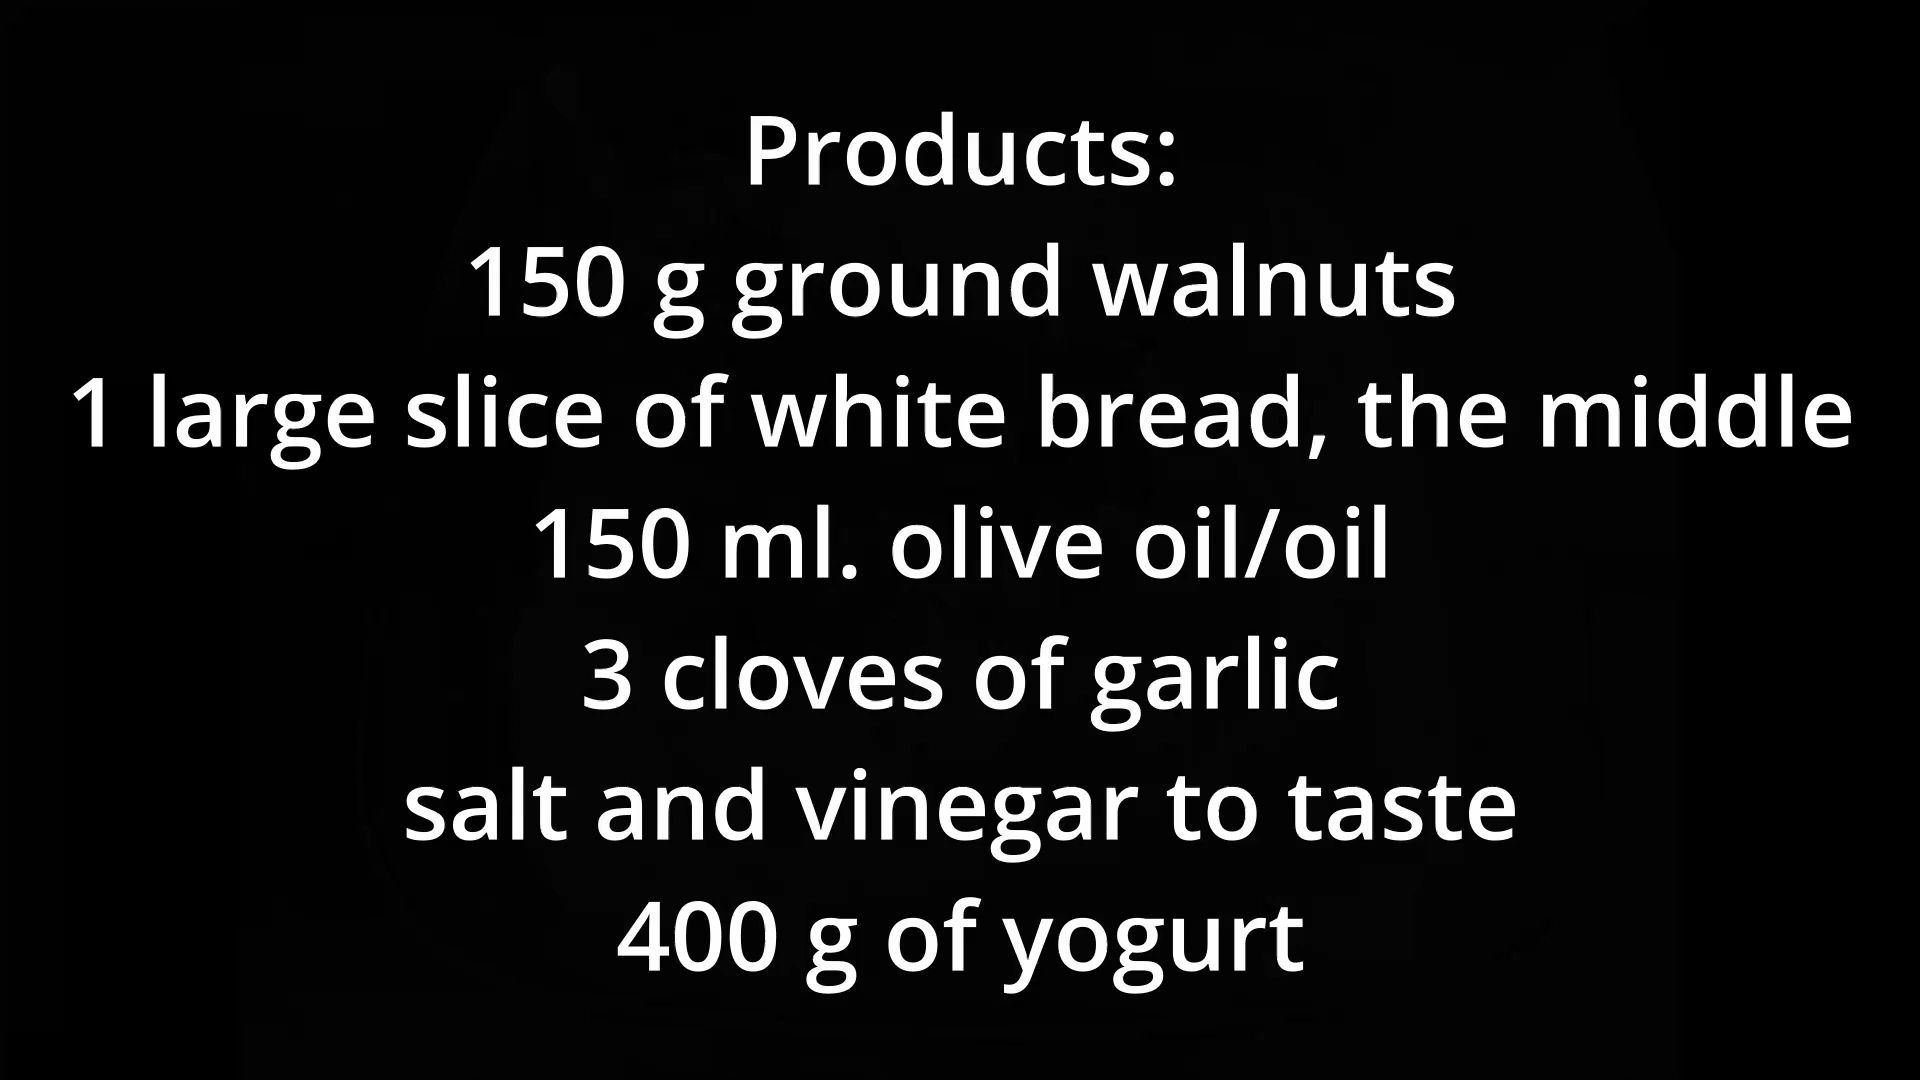 Products:
150 g ground walnuts
1 large slice of white bread, the middle
150 ml. olive oil/oil
3 cloves of garlic
salt and vinegar to taste
400 g of yogurt